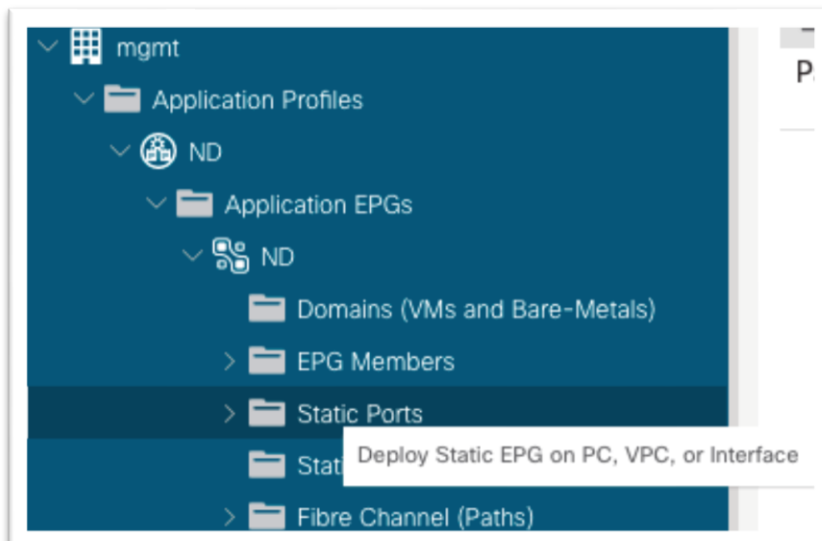 mgmt
Application Profiles
ND
Application EPGs
ND
Domains (VMs and Bare-Metals)
EPG Members
Static Ports
Deploy Static EPG on PC, VPC, or Interface
Fibre Channel (Paths)